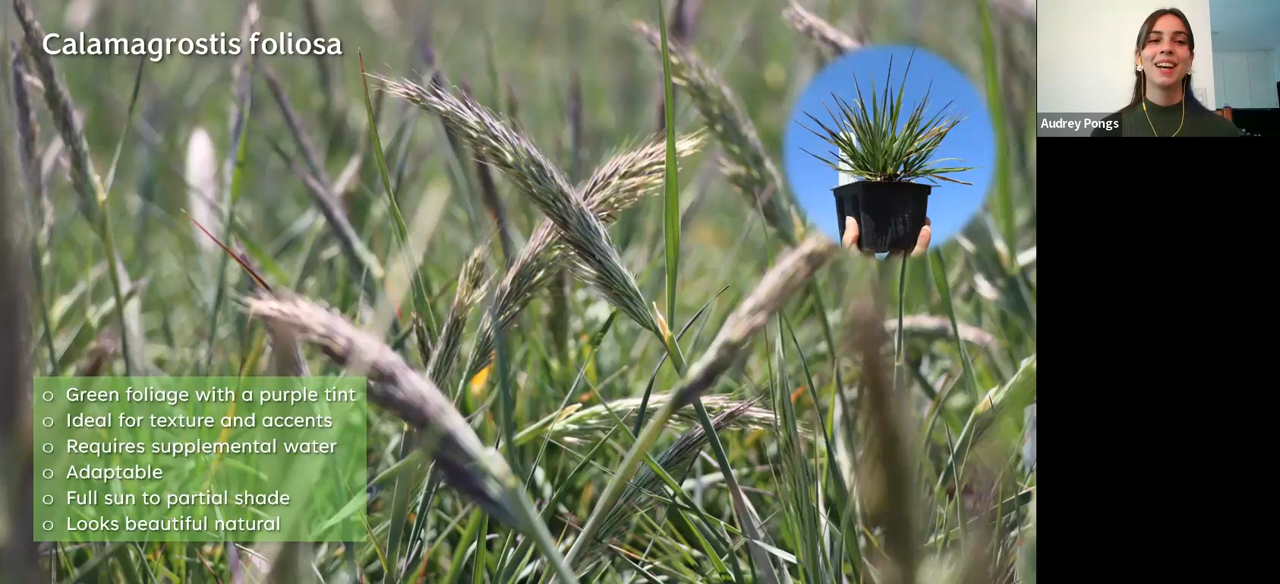 Calamagrostis foliosa
Audrey Pongs
o Green foliage with a purple tint
o Ideal for texture and accents
o Requires supplemental water
o Adaptable
o Full sun to partial shade
o Looks beautiful natural